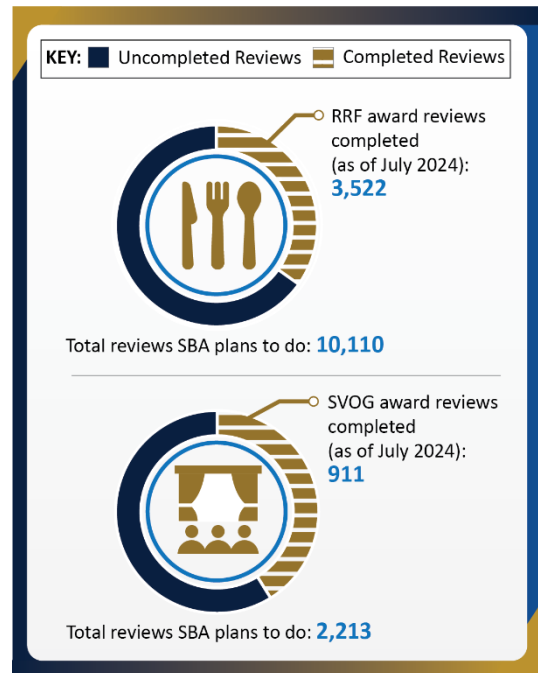 KEY: Uncompleted Reviews Completed Reviews
RRF award reviews
completed
(as of July 2024):
3,522
Total reviews SBA plans to do: 10,110
SVOG award reviews
completed
(as of July 2024):
911
Total reviews SBA plans to do: 2,213